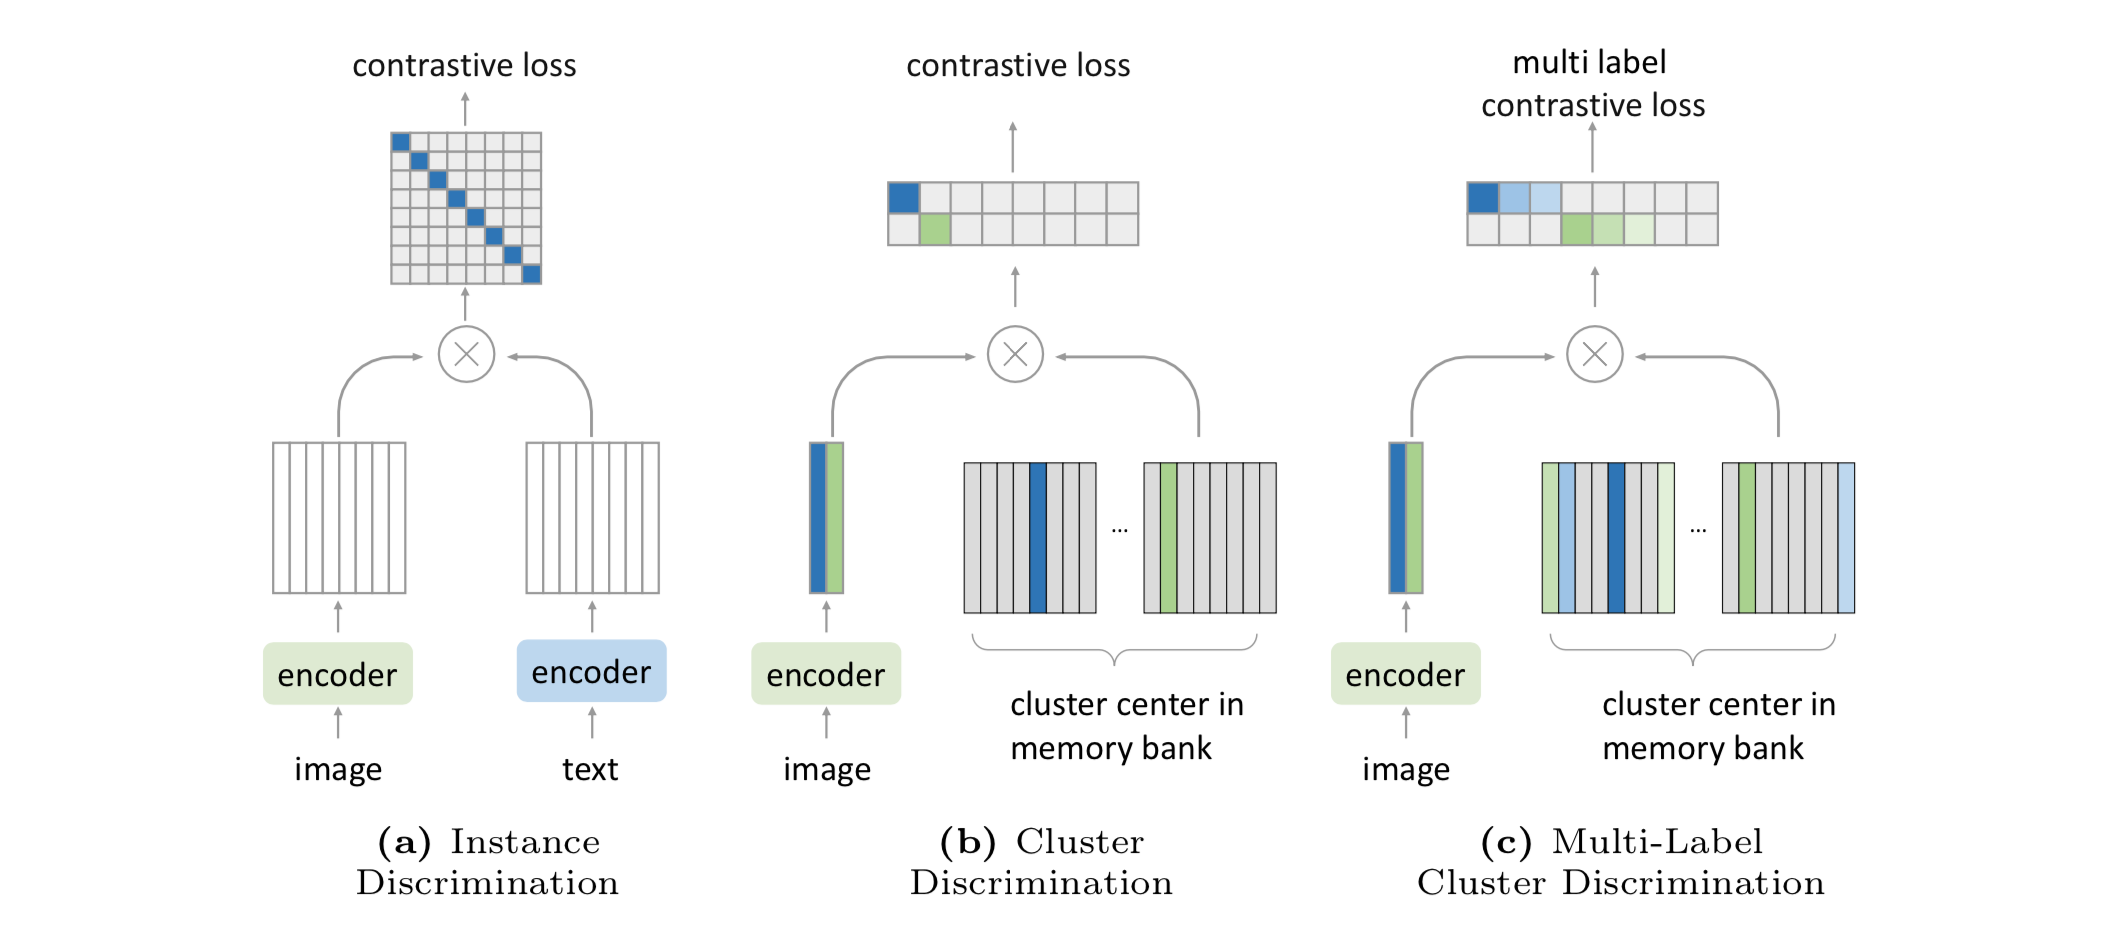 contrastive loss
encoder
encoder
image
text
(a) Instance
Discrimination
contrastive loss
...
encoder
cluster center in
memory bank
image
(b) Cluster
Discrimination
multi label
contrastive loss
...
encoder
cluster center in
memory bank
image
(c) Multi-Label
Cluster Discrimination